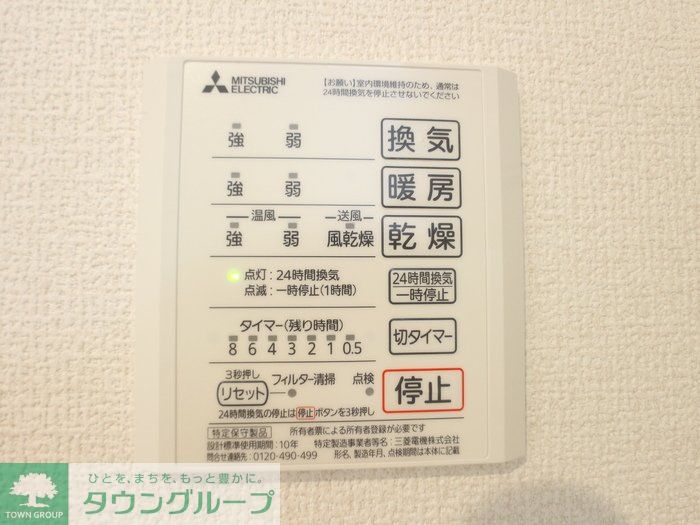 MITSUBISHI
ELECTRIC
【お願い】室内環境維持のため、通常は
24時間換気を停止させないでください
強 弱 換気
強 弱 暖房
温風 送風
強 弱 風乾燥 乾燥
点灯:24時間換気
点滅:一時停止(1時間)
24時間換気
一時停止
タイマー(残り時間)
8 6 4 3 2 1 0.5
切タイマー
3秒押し
リセット フィルター清掃 点検
停止
24時間換気の停止は停止ボタンを3秒押し
特定保守製品 所有者票による所有者登録が必要です
設計標準使用期間:10年 特定製造事業者等名:三菱電機株式会社
問合せ連絡先:0120-490-499 形名、製造年月、点検期間は本体に記載
TOWN GROUP
ひとを、まちを、もっと豊かに。
タウングループ